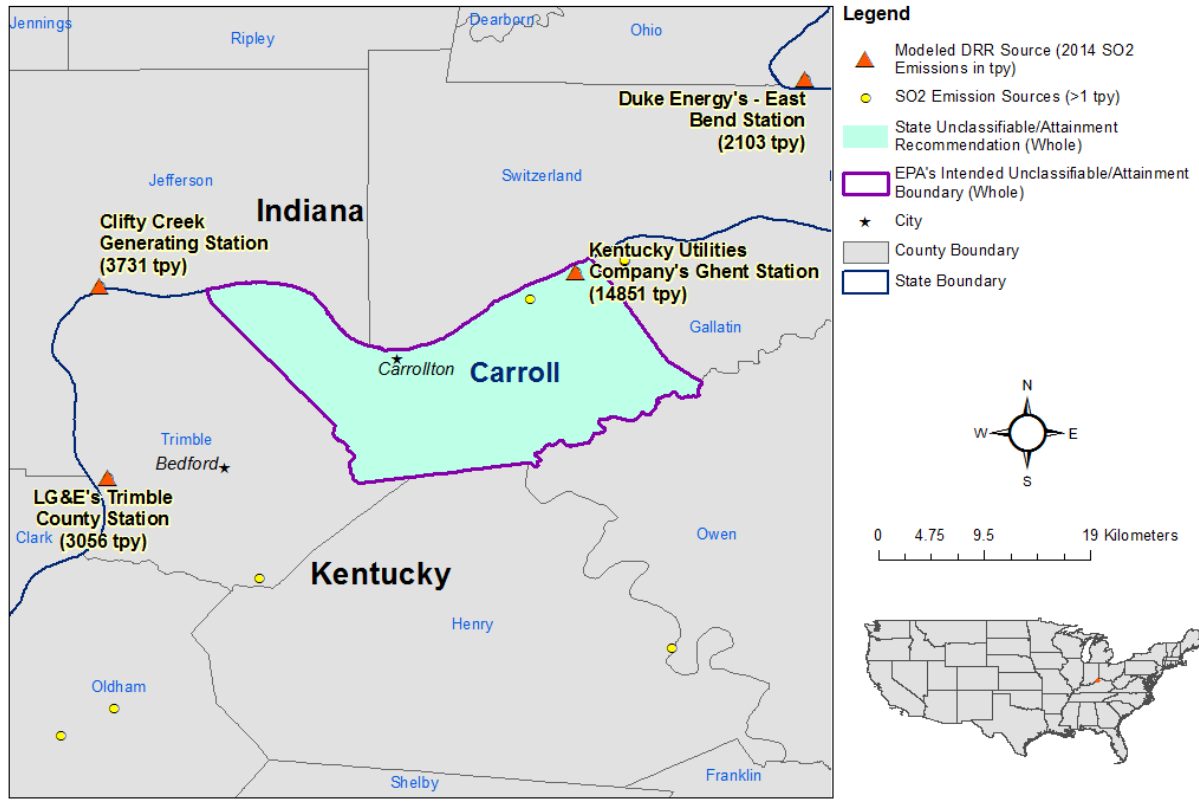 Jennings
Ripley
Dearborn
Ohio
Duke Energy's - East
Bend Station
(2103 tpy)
Jefferson
Switzerland
Indiana
Clifty Creek
Generating Station
(3731 tpy)
Kentucky Utilities
Company's Ghent Station
(14851 tpy)
Gallatin
Carrollton
Carroll
Trimble
Bedford
LG&E's Trimble
County Station
(3056 tpy)
Clark
Owen
Kentucky
Henry
Oldham
Shelby
Franklin
Legend
Modeled DRR Source (2014 SO2
Emissions in tpy)
SO2 Emission Sources (>1 tpy)
State Unclassifiable/Attainment
Recommendation (Whole)
EPA's Intended Unclassifiable/Attainment
Boundary (Whole)
City
County Boundary
State Boundary
N
W
E
S
0 4.75 9.5 19 Kilometers